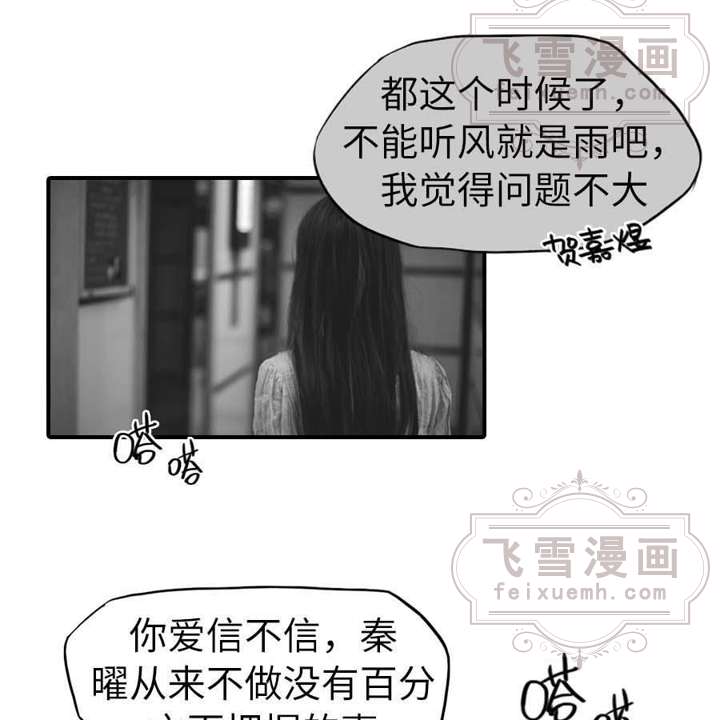 飞雪漫画
feixuemh.com
都这个时候了，
不能听风就是雨吧，
我觉得问题不大
贺嘉煜
嗒
嗒
飞雪漫画
feixuemh.com
你爱信不信，秦
曜从来不做没有百分
嗒